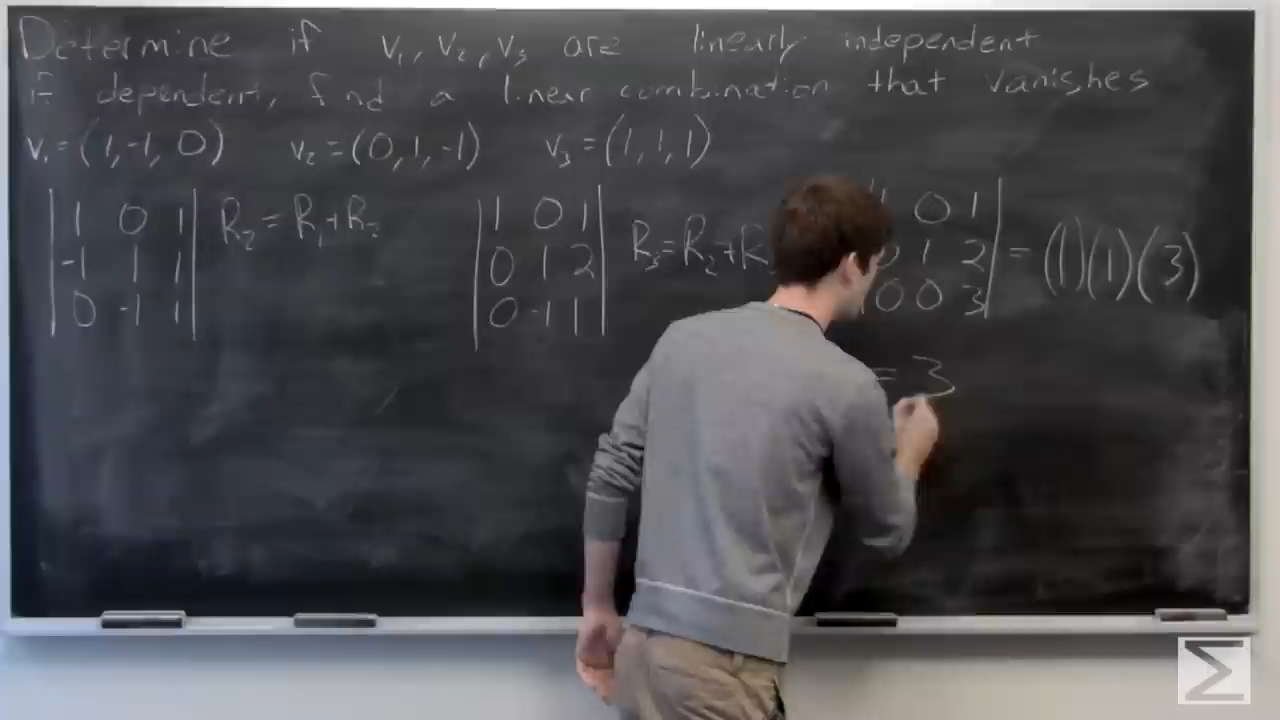 Determine if v₁, v₂, v₃ are linearly independent
if dependent, find a linear combination that vanishes
v₁=(1,-1,0) v₂=(0,1,-1) v₃=(1,1,1)
|1 0 1| R₂=R₁+R₂ |1 0 1| R₃=R₂+R 0 1| =(1)(1)(3)
|-1 1 1| |0 1 2| 0 1 2|
|0 -1 1| |0 -1 1| 0 0 3|
= 3
Σ